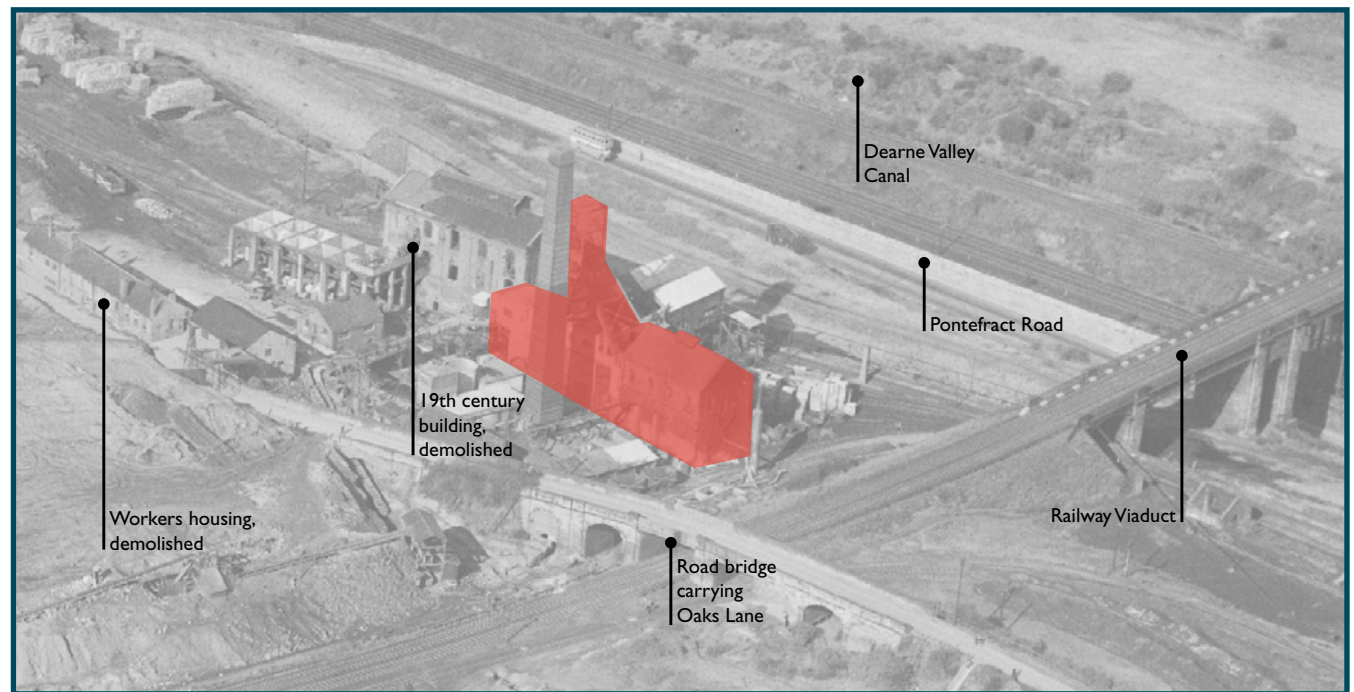 Dearne Valley
Canal
Pontefract Road
19th century
building,
demolished
Workers housing,
demolished
Railway Viaduct
Road bridge
carrying
Oaks Lane